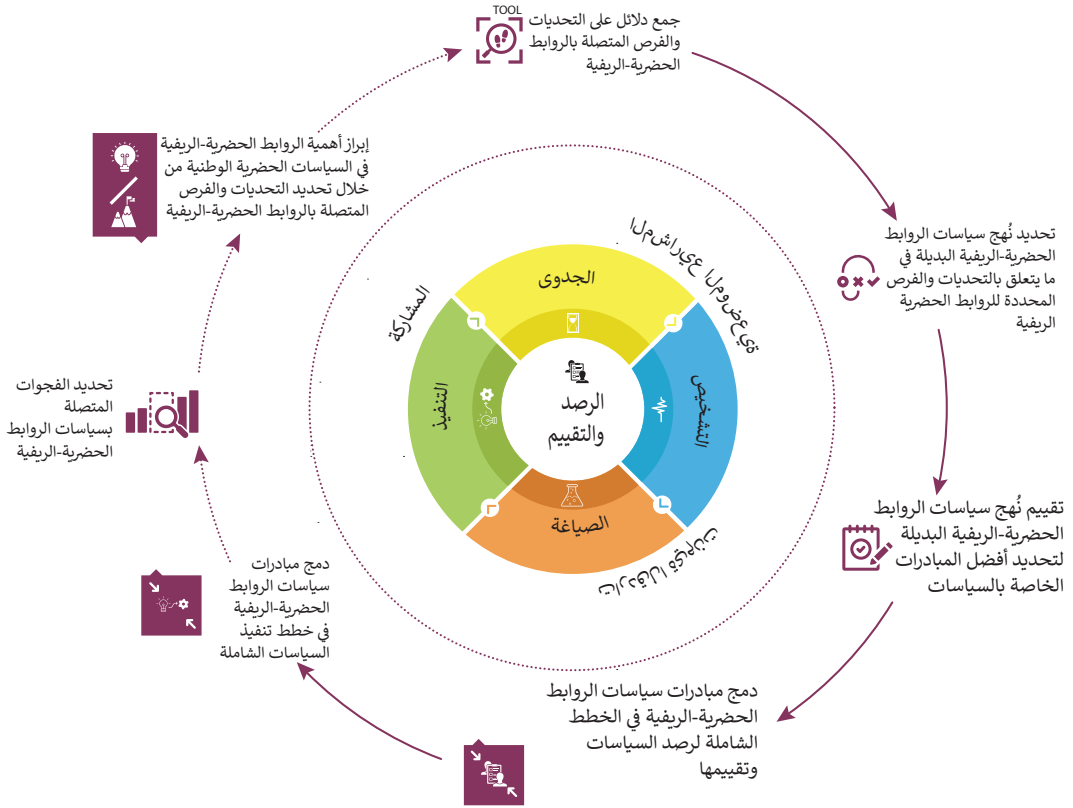 TOOL
جمع دلائل على التحديات
والفرص المتصلة بالروابط
الحضرية-الريفية
تحديد نُهج سياسات الروابط
الحضرية-الريفية البديلة في
ما يتعلق بالتحديات والفرص
المحددة للروابط الحضرية
الريفية
تقييم نُهج سياسات الروابط
الحضرية-الريفية البديلة
لتحديد أفضل المبادرات
الخاصة بالسياسات
دمج مبادرات سياسات الروابط
الحضرية-الريفية في الخطط
الشاملة لرصد السياسات
وتقييمها
دمج مبادرات
سياسات الروابط
الحضرية-الريفية
في خطط تنفيذ
السياسات الشاملة
تحديد الفجوات
المتصلة
بسياسات الروابط
الحضرية-الريفية
إبراز أهمية الروابط الحضرية-الريفية
في السياسات الحضرية الوطنية من
خلال تحديد التحديات والفرص
المتصلة بالروابط الحضرية-الريفية
المشاريع الموضعية
تنمية القدرات
المشاركة
الجدوى
التشخيص
الصياغة
التنفيذ
الرصد
والتقييم